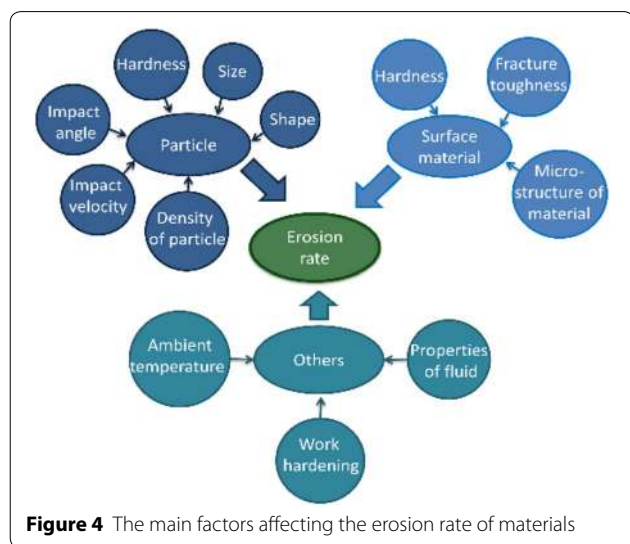 Hardness
Size
Shape
Impact
angle
Particle
Impact
velocity
Density
of particle
Hardness
Fracture
toughness
Surface
material
Micro-
structure of
material
Erosion
rate
Ambient
temperature
Others
Properties
of fluid
Work
hardening
Figure 4 The main factors affecting the erosion rate of materials